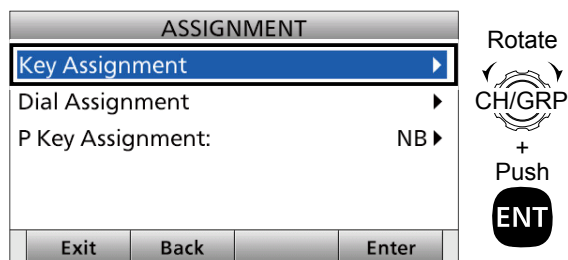 ASSIGNMENT
Key Assignment
Dial Assignment
P Key Assignment: NB
Exit Back Enter
Rotate
CH/GRP
+
Push
ENT